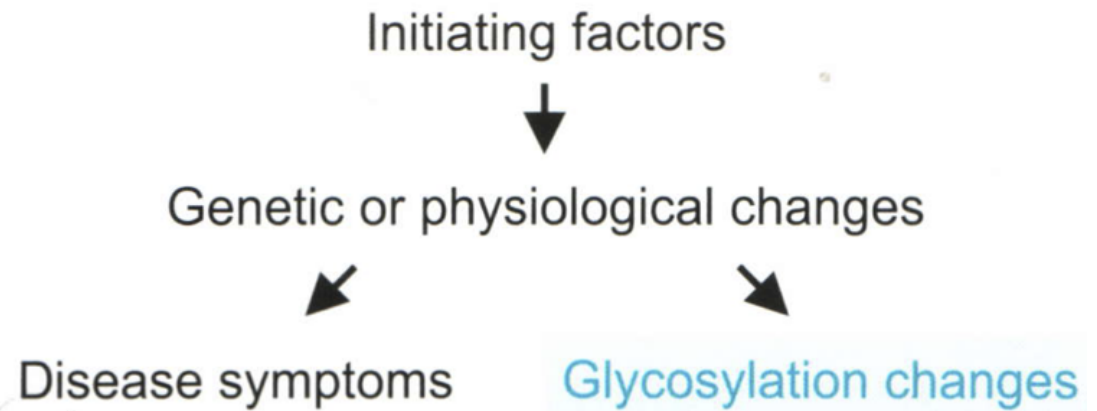 Initiating factors
Genetic or physiological changes
Disease symptoms
Glycosylation changes